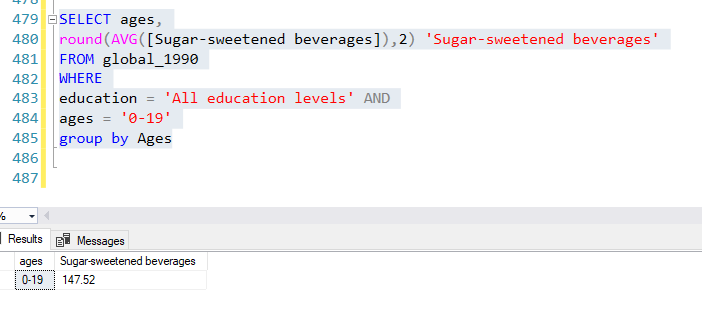 478
479 SELECT ages,
480 round(AVG([Sugar-sweetened beverages]),2) 'Sugar-sweetened beverages'
481 FROM global_1990
482 WHERE
483 education = 'All education levels' AND
484 ages = '0-19'
485 group by Ages
486
487
%
Results Messages
ages Sugar-sweetened beverages
0-19 147.52